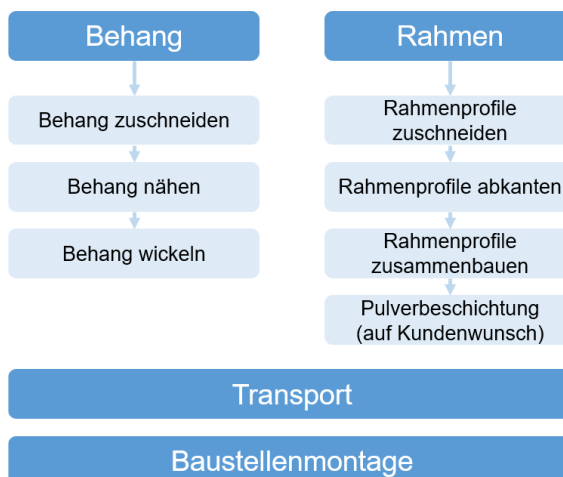 Behang
Behang zuschneiden
Behang nähen
Behang wickeln
Rahmen
Rahmenprofile
zuschneiden
Rahmenprofile abkanten
Rahmenprofile
zusammenbauen
Pulverbeschichtung
(auf Kundenwunsch)
Transport
Baustellenmontage